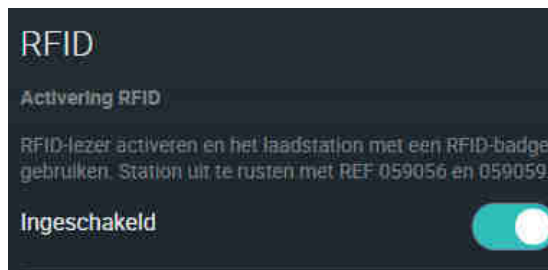 RFID
Activering RFID
RFID-lezer activeren en het laadstation met een RFID-badge
gebruiken. Station uit te rusten met REF 059056 en 059059.
Ingeschakeld